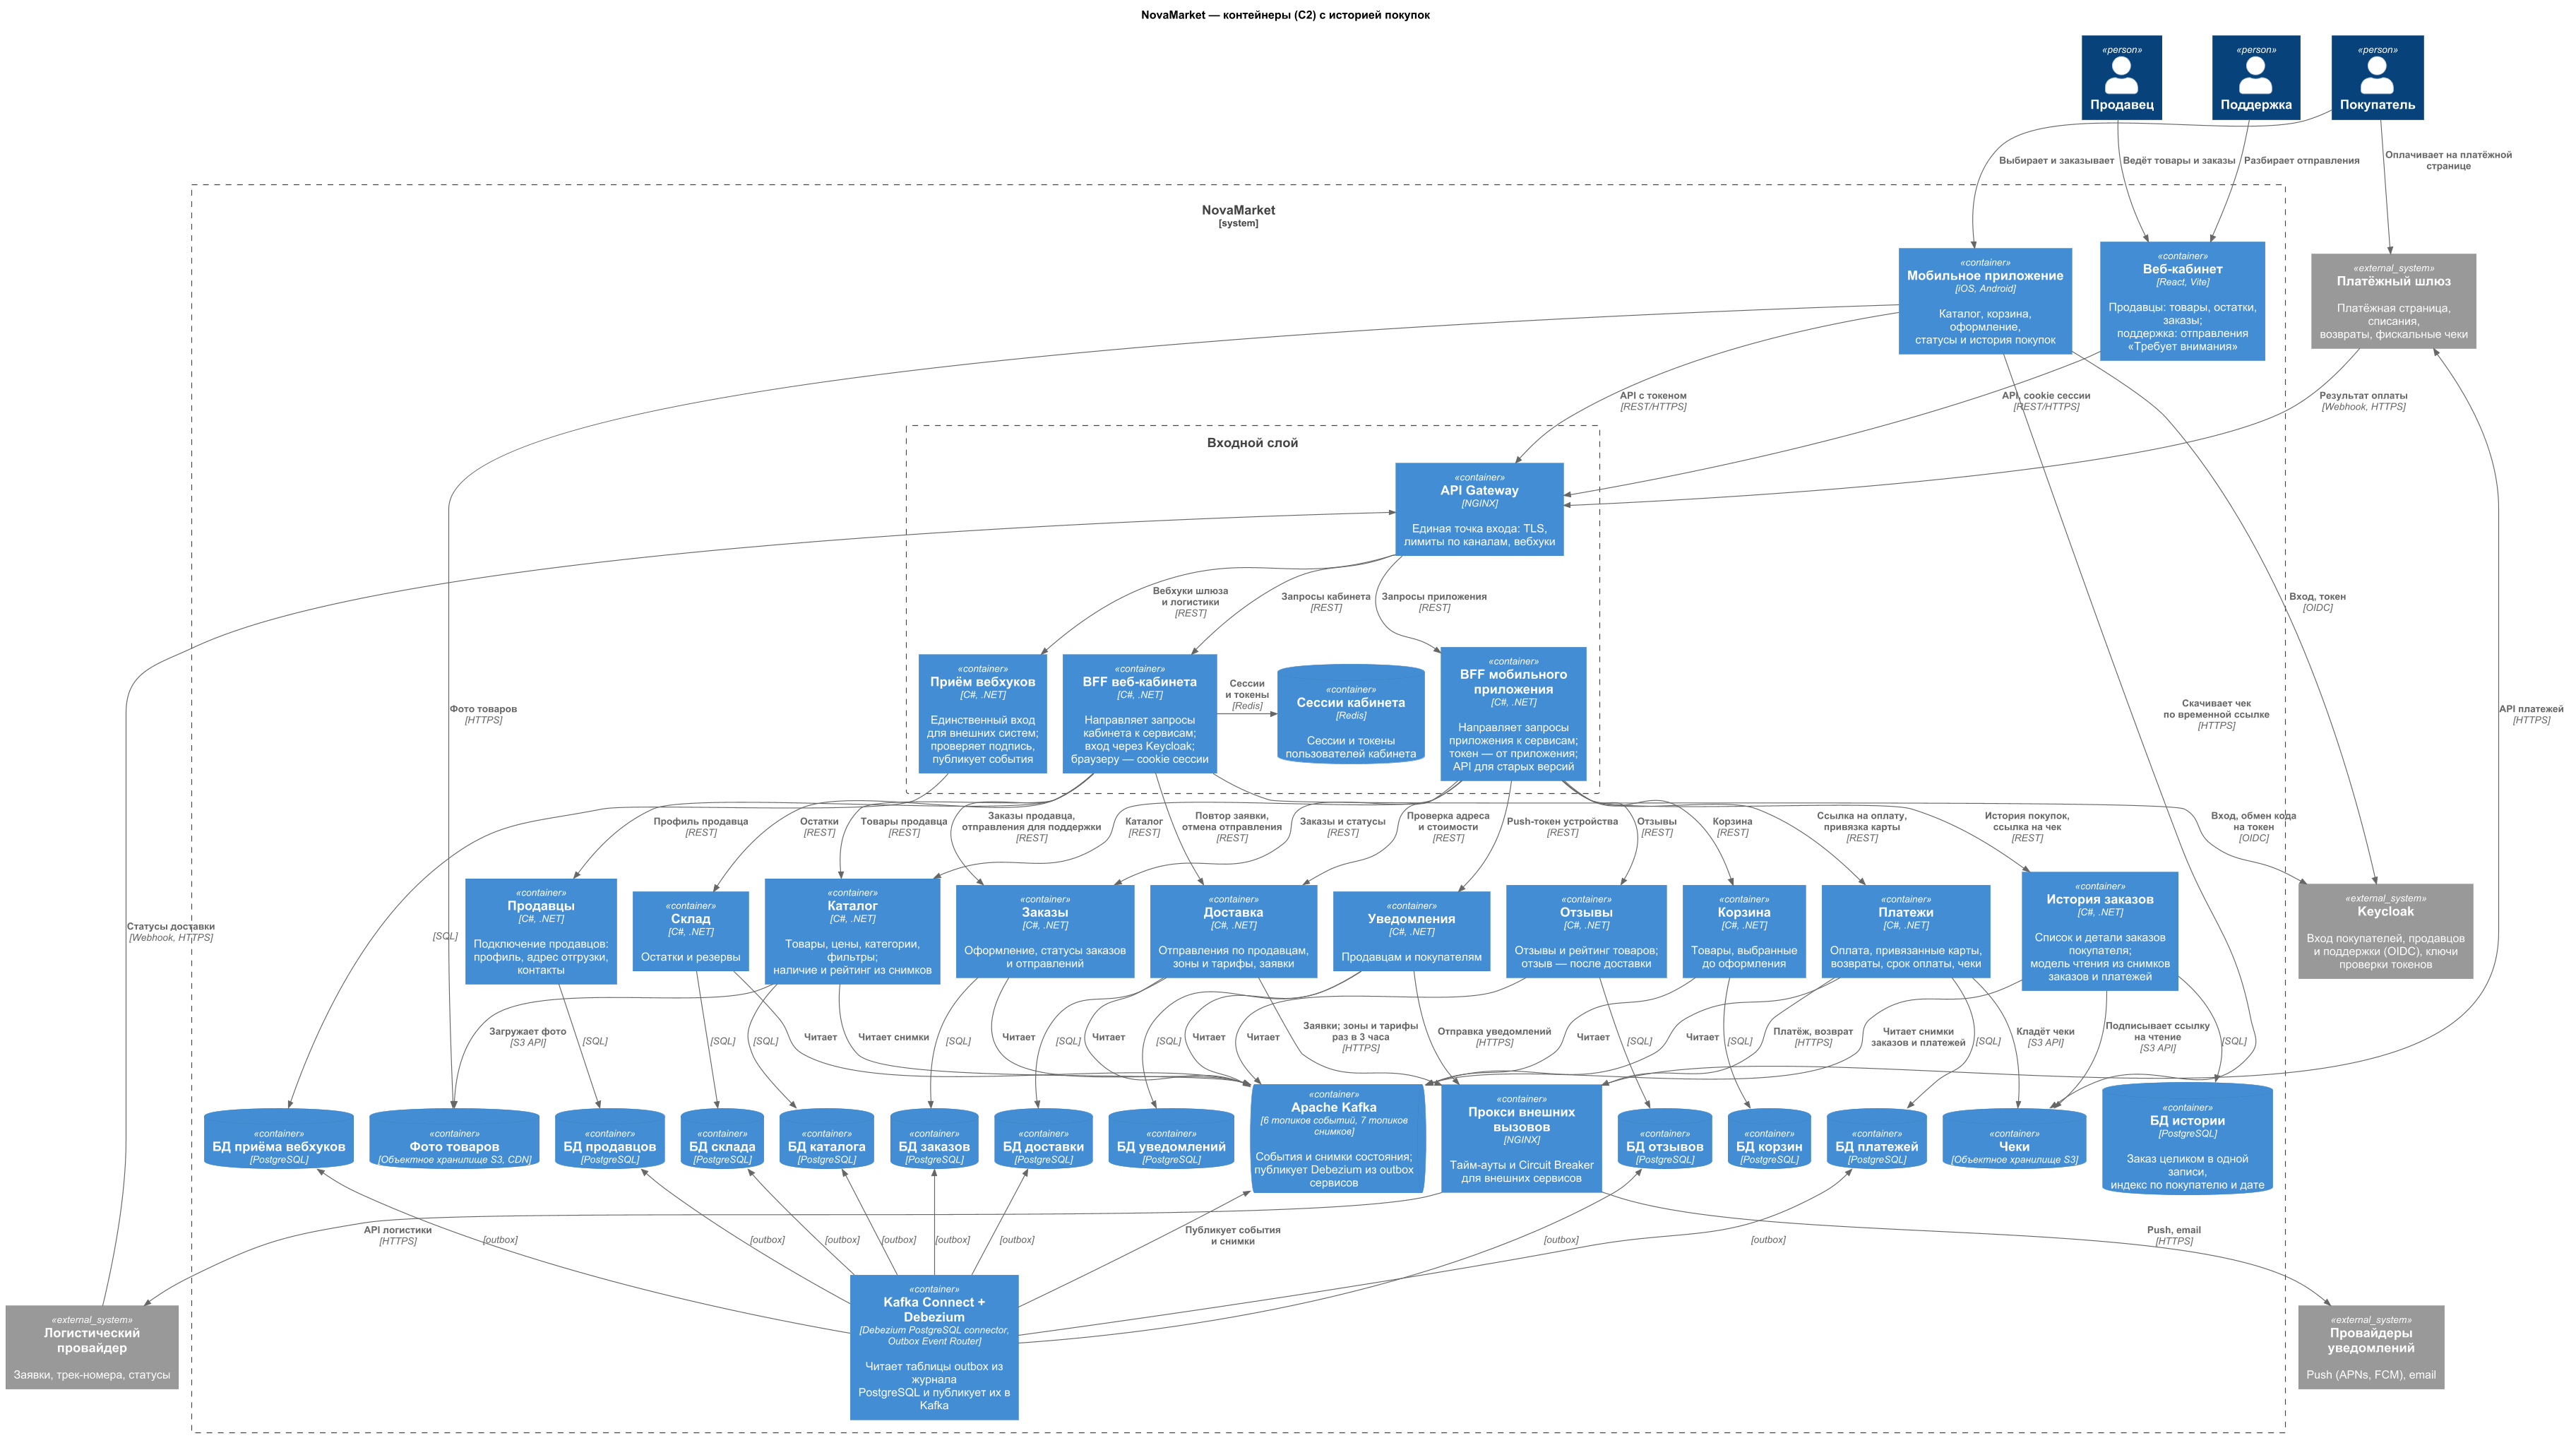 NovaMarket — контейнеры (C2) с историей покупок
«person»
Продавец
«person»
Поддержка
«person»
Покупатель
Выбирает и заказывает
Ведёт товары и заказы
Разбирает отправления
Оплачивает на платёжной
странице
NovaMarket
[system]
«container»
Мобильное приложение
[iOS, Android]
Каталог, корзина,
оформление,
статусы и история покупок
«container»
Веб-кабинет
[React, Vite]
Продавцы: товары, остатки,
заказы;
поддержка: отправления
«Требует внимания»
«external_system»
Платёжный шлюз
Платёжная страница,
списания,
возвраты, фискальные чеки
API с токеном
[REST/HTTPS]
API, cookie сессии
[REST/HTTPS]
Результат оплаты
[Webhook, HTTPS]
Входной слой
«container»
API Gateway
[NGINX]
Единая точка входа: TLS,
лимиты по каналам, вебхуки
Вебхуки шлюза
и логистики
[REST]
Запросы кабинета
[REST]
Запросы приложения
[REST]
Вход, токен
[OIDC]
«container»
Приём вебхуков
[C#, .NET]
Единственный вход
для внешних систем;
проверяет подпись,
публикует события
«container»
BFF веб-кабинета
[C#, .NET]
Направляет запросы
кабинета к сервисам;
вход через Keycloak;
браузеру — cookie сессии
Сессии
и токены
[Redis]
«container»
Сессии кабинета
[Redis]
Сессии и токены
пользователей кабинета
«container»
BFF мобильного
приложения
[C#, .NET]
Направляет запросы
приложения к сервисам;
токен — от приложения;
API для старых версий
Фото товаров
[HTTPS]
Скачивает чек
по временной ссылке
[HTTPS]
API платежей
[HTTPS]
Профиль продавца
[REST]
Остатки
[REST]
Товары продавца
[REST]
Заказы продавца,
отправления для поддержки
[REST]
Каталог
[REST]
Повтор заявки,
отмена отправления
[REST]
Заказы и статусы
[REST]
Проверка адреса
и стоимости
[REST]
Push-токен устройства
[REST]
Отзывы
[REST]
Корзина
[REST]
Ссылка на оплату,
привязка карты
[REST]
История покупок,
ссылка на чек
[REST]
Вход, обмен кода
на токен
[OIDC]
Статусы доставки
[Webhook, HTTPS]
[SQL]
«container»
Продавцы
[C#, .NET]
Подключение продавцов:
профиль, адрес отгрузки,
контакты
«container»
Склад
[C#, .NET]
Остатки и резервы
«container»
Каталог
[C#, .NET]
Товары, цены, категории,
фильтры;
наличие и рейтинг из снимков
«container»
Заказы
[C#, .NET]
Оформление, статусы заказов
и отправлений
«container»
Доставка
[C#, .NET]
Отправления по продавцам,
зоны и тарифы, заявки
«container»
Уведомления
[C#, .NET]
Продавцам и покупателям
«container»
Отзывы
[C#, .NET]
Отзывы и рейтинг товаров;
отзыв — после доставки
«container»
Корзина
[C#, .NET]
Товары, выбранные
до оформления
«container»
Платежи
[C#, .NET]
Оплата, привязанные карты,
возвраты, срок оплаты, чеки
«container»
История заказов
[C#, .NET]
Список и детали заказов
покупателя;
модель чтения из снимков
заказов и платежей
«external_system»
Keycloak
Вход покупателей, продавцов
и поддержки (OIDC), ключи
проверки токенов
Загружает фото
[S3 API]
[SQL]
[SQL]
[SQL]
Читает
Читает снимки
[SQL]
Читает
[SQL]
Читает
[SQL]
Читает
Читает
Заявки; зоны и тарифы
раз в 3 часа
[HTTPS]
Отправка уведомлений
[HTTPS]
Читает
[SQL]
Читает
[SQL]
Платёж, возврат
[HTTPS]
Читает снимки
заказов и платежей
[SQL]
Кладёт чеки
[S3 API]
Подписывает ссылку
на чтение
[S3 API]
[SQL]
«container»
БД приёма вебхуков
[PostgreSQL]
«container»
Фото товаров
[Объектное хранилище S3, CDN]
«container»
БД продавцов
[PostgreSQL]
«container»
БД склада
[PostgreSQL]
«container»
БД каталога
[PostgreSQL]
«container»
БД заказов
[PostgreSQL]
«container»
БД доставки
[PostgreSQL]
«container»
БД уведомлений
[PostgreSQL]
«container»
Apache Kafka
[6 топиков событий, 7 топиков
снимков]
События и снимки состояния;
публикует Debezium из outbox
сервисов
«container»
Прокси внешних
вызовов
[NGINX]
Тайм-ауты и Circuit Breaker
для внешних сервисов
«container»
БД отзывов
[PostgreSQL]
«container»
БД корзин
[PostgreSQL]
«container»
БД платежей
[PostgreSQL]
«container»
Чеки
[Объектное хранилище S3]
«container»
БД истории
[PostgreSQL]
Заказ целиком в одной
записи,
индекс по покупателю и дате
API логистики
[HTTPS]
[outbox]
[outbox]
[outbox]
[outbox]
[outbox]
[outbox]
Публикует события
и снимки
[outbox]
[outbox]
Push, email
[HTTPS]
«container»
Kafka Connect +
Debezium
[Debezium PostgreSQL connector,
Outbox Event Router]
Читает таблицы outbox из
журнала
PostgreSQL и публикует их в
Kafka
«external_system»
Логистический
провайдер
Заявки, трек-номера, статусы
«external_system»
Провайдеры
уведомлений
Push (APNs, FCM), email